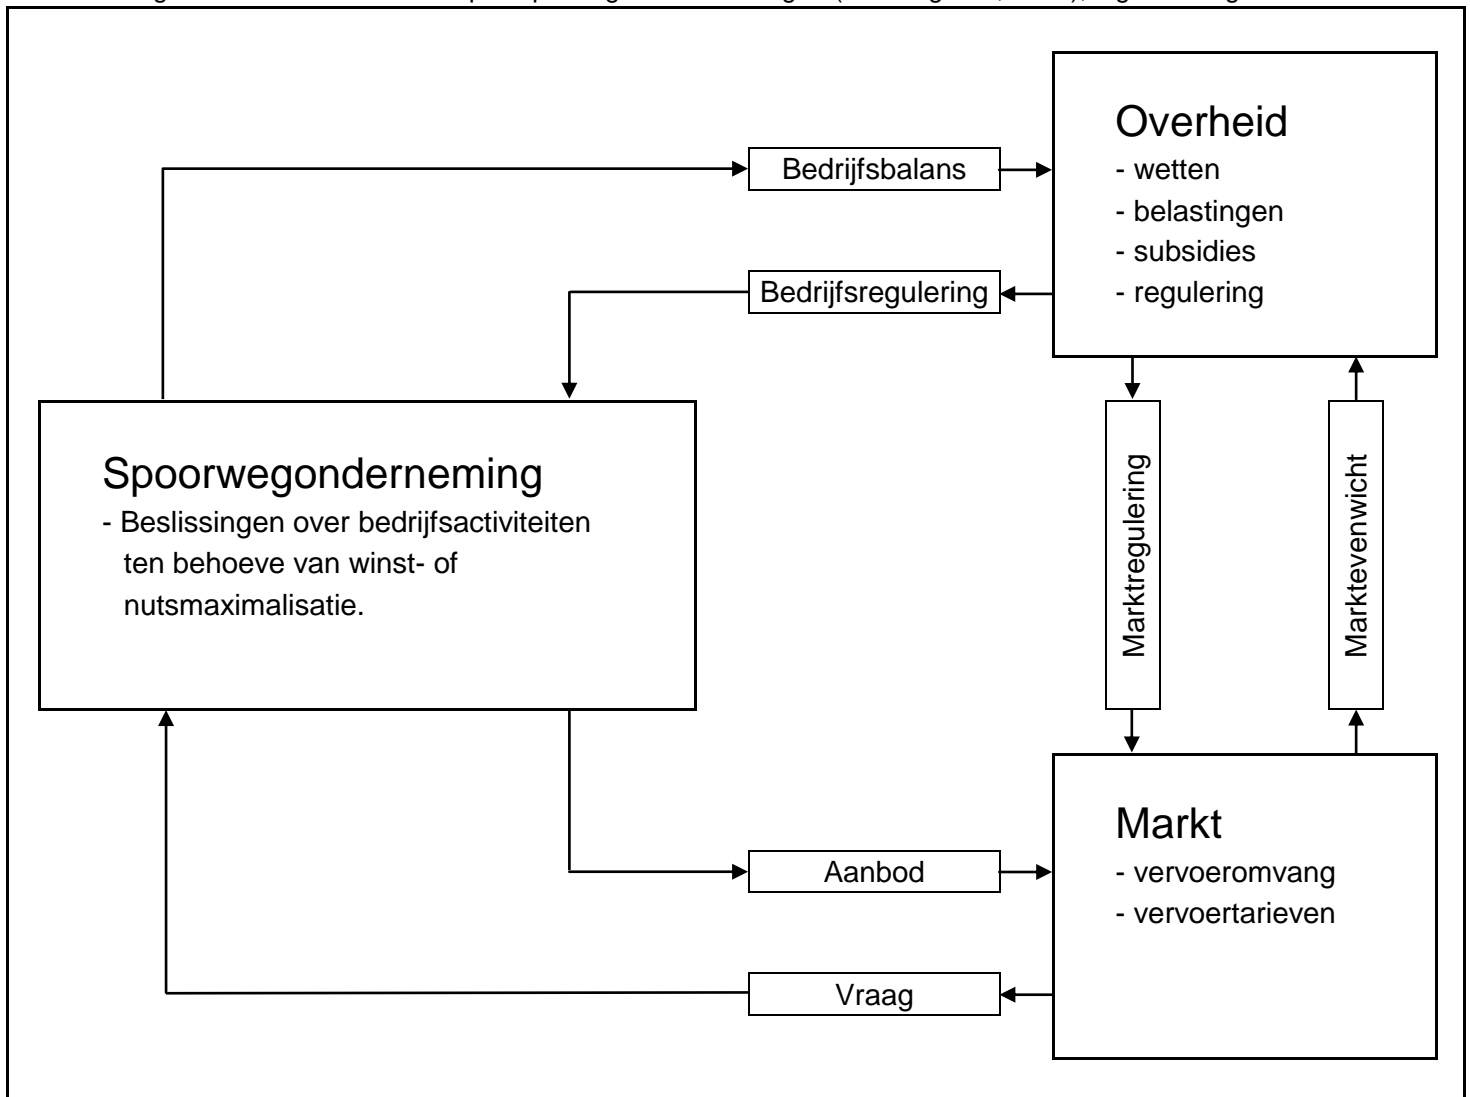 Overheid
- wetten
- belastingen
- subsidies
- regulering
Bedrijfsbalans
Bedrijfsregulering
Spoorwegonderneming
- Beslissingen over bedrijfsactiviteiten
ten behoeve van winst- of
nutsmaximalisatie.
Marktregulering
Marktevenwicht
Aanbod
Vraag
Markt
- vervoeromvang
- vervoertarieven